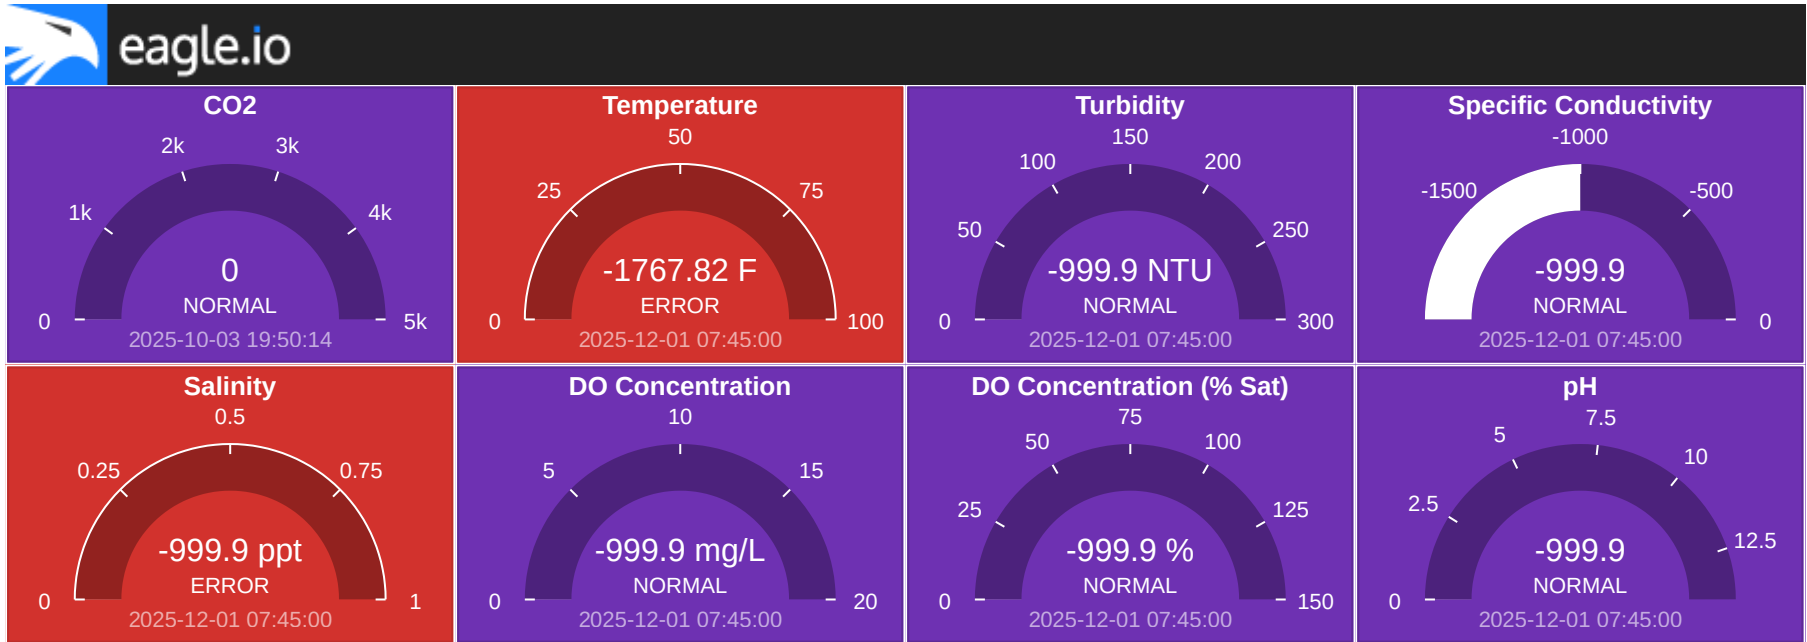 eagle.io
CO2
2k
3k
1k
4k
0
NORMAL
0
5k
2025-10-03 19:50:14
Temperature
50
25
75
-1767.82 F
ERROR
0
100
2025-12-01 07:45:00
Turbidity
150
100
200
50
250
-999.9 NTU
NORMAL
0
300
2025-12-01 07:45:00
Specific Conductivity
-1000
-1500
-500
-999.9
NORMAL
0
2025-12-01 07:45:00
Salinity
0.5
0.25
0.75
-999.9 ppt
ERROR
0
1
2025-12-01 07:45:00
DO Concentration
10
5
15
-999.9 mg/L
NORMAL
0
20
2025-12-01 07:45:00
DO Concentration (% Sat)
75
50
100
25
125
-999.9 %
NORMAL
0
150
2025-12-01 07:45:00
pH
7.5
5
10
2.5
12.5
-999.9
NORMAL
0
2025-12-01 07:45:00